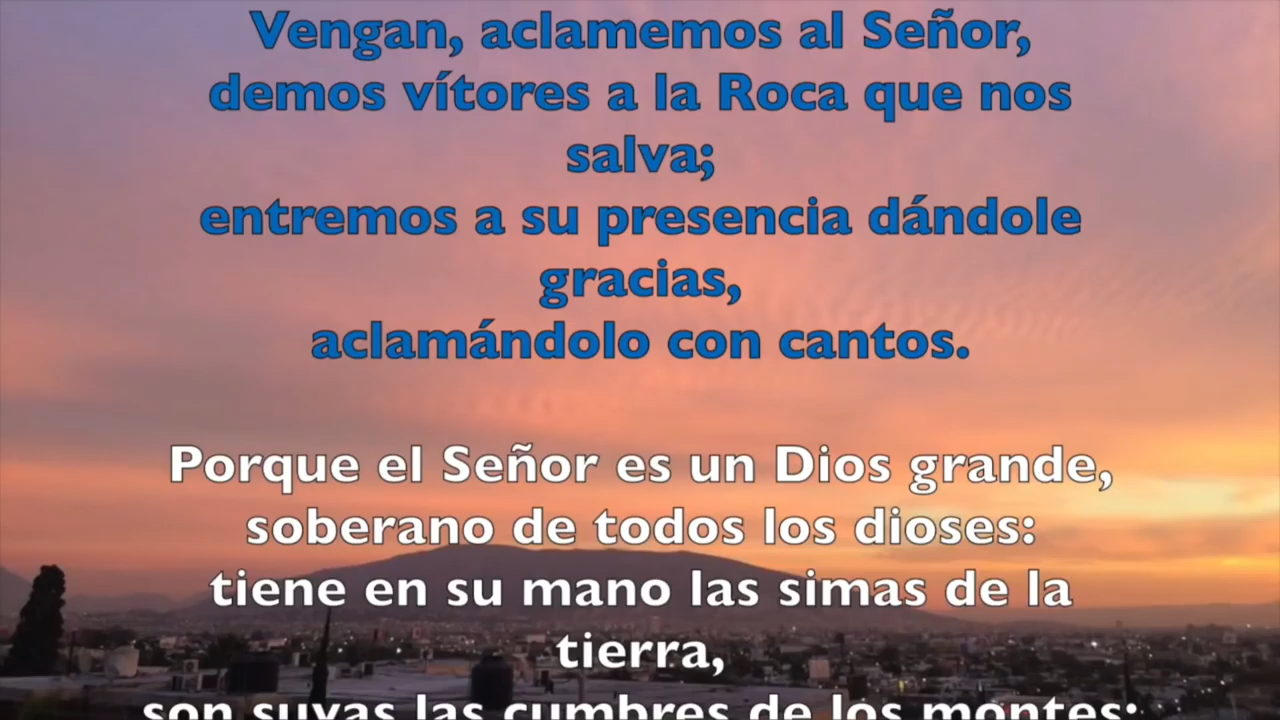 Vengan, aclamemos al Señor,
demos vítores a la Roca que nos
salva;
entremos a su presencia dándole
gracias,
aclamándolo con cantos.
Porque el Señor es un Dios grande,
soberano de todos los dioses:
tiene en su mano las simas de la
tierra,
son suyas las cumbres de los montes;